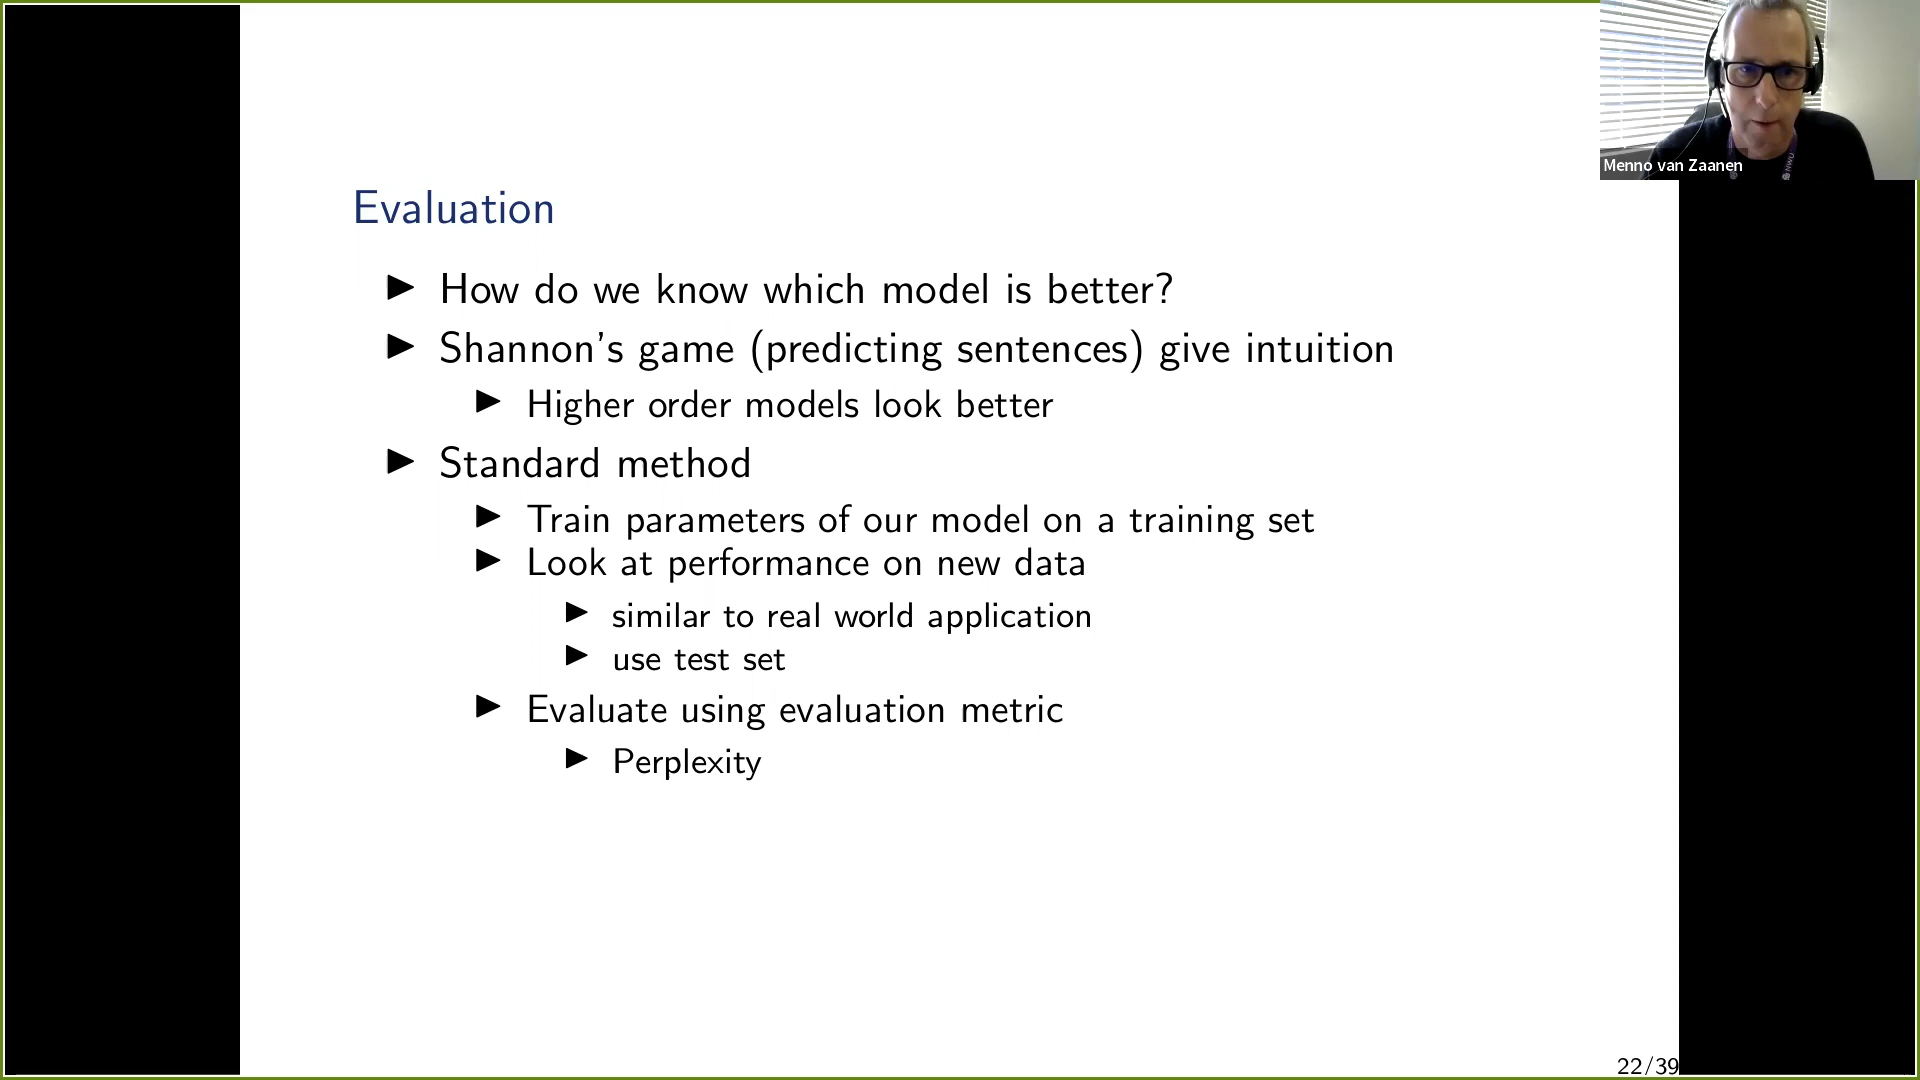 Menno van Zaanen
NWU
Evaluation
▶ How do we know which model is better?
▶ Shannon's game (predicting sentences) give intuition
▶ Higher order models look better
▶ Standard method
▶ Train parameters of our model on a training set
▶ Look at performance on new data
▶ similar to real world application
▶ use test set
▶ Evaluate using evaluation metric
▶ Perplexity
22/39